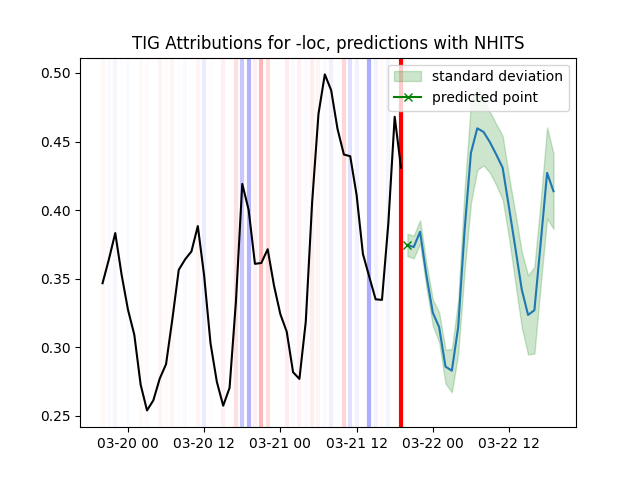 TIG Attributions for -loc, predictions with NHITS
standard deviation
predicted point
0.50
0.45
0.40
0.35
0.30
0.25
03-20 00 03-20 12 03-21 00 03-21 12 03-22 00 03-22 12